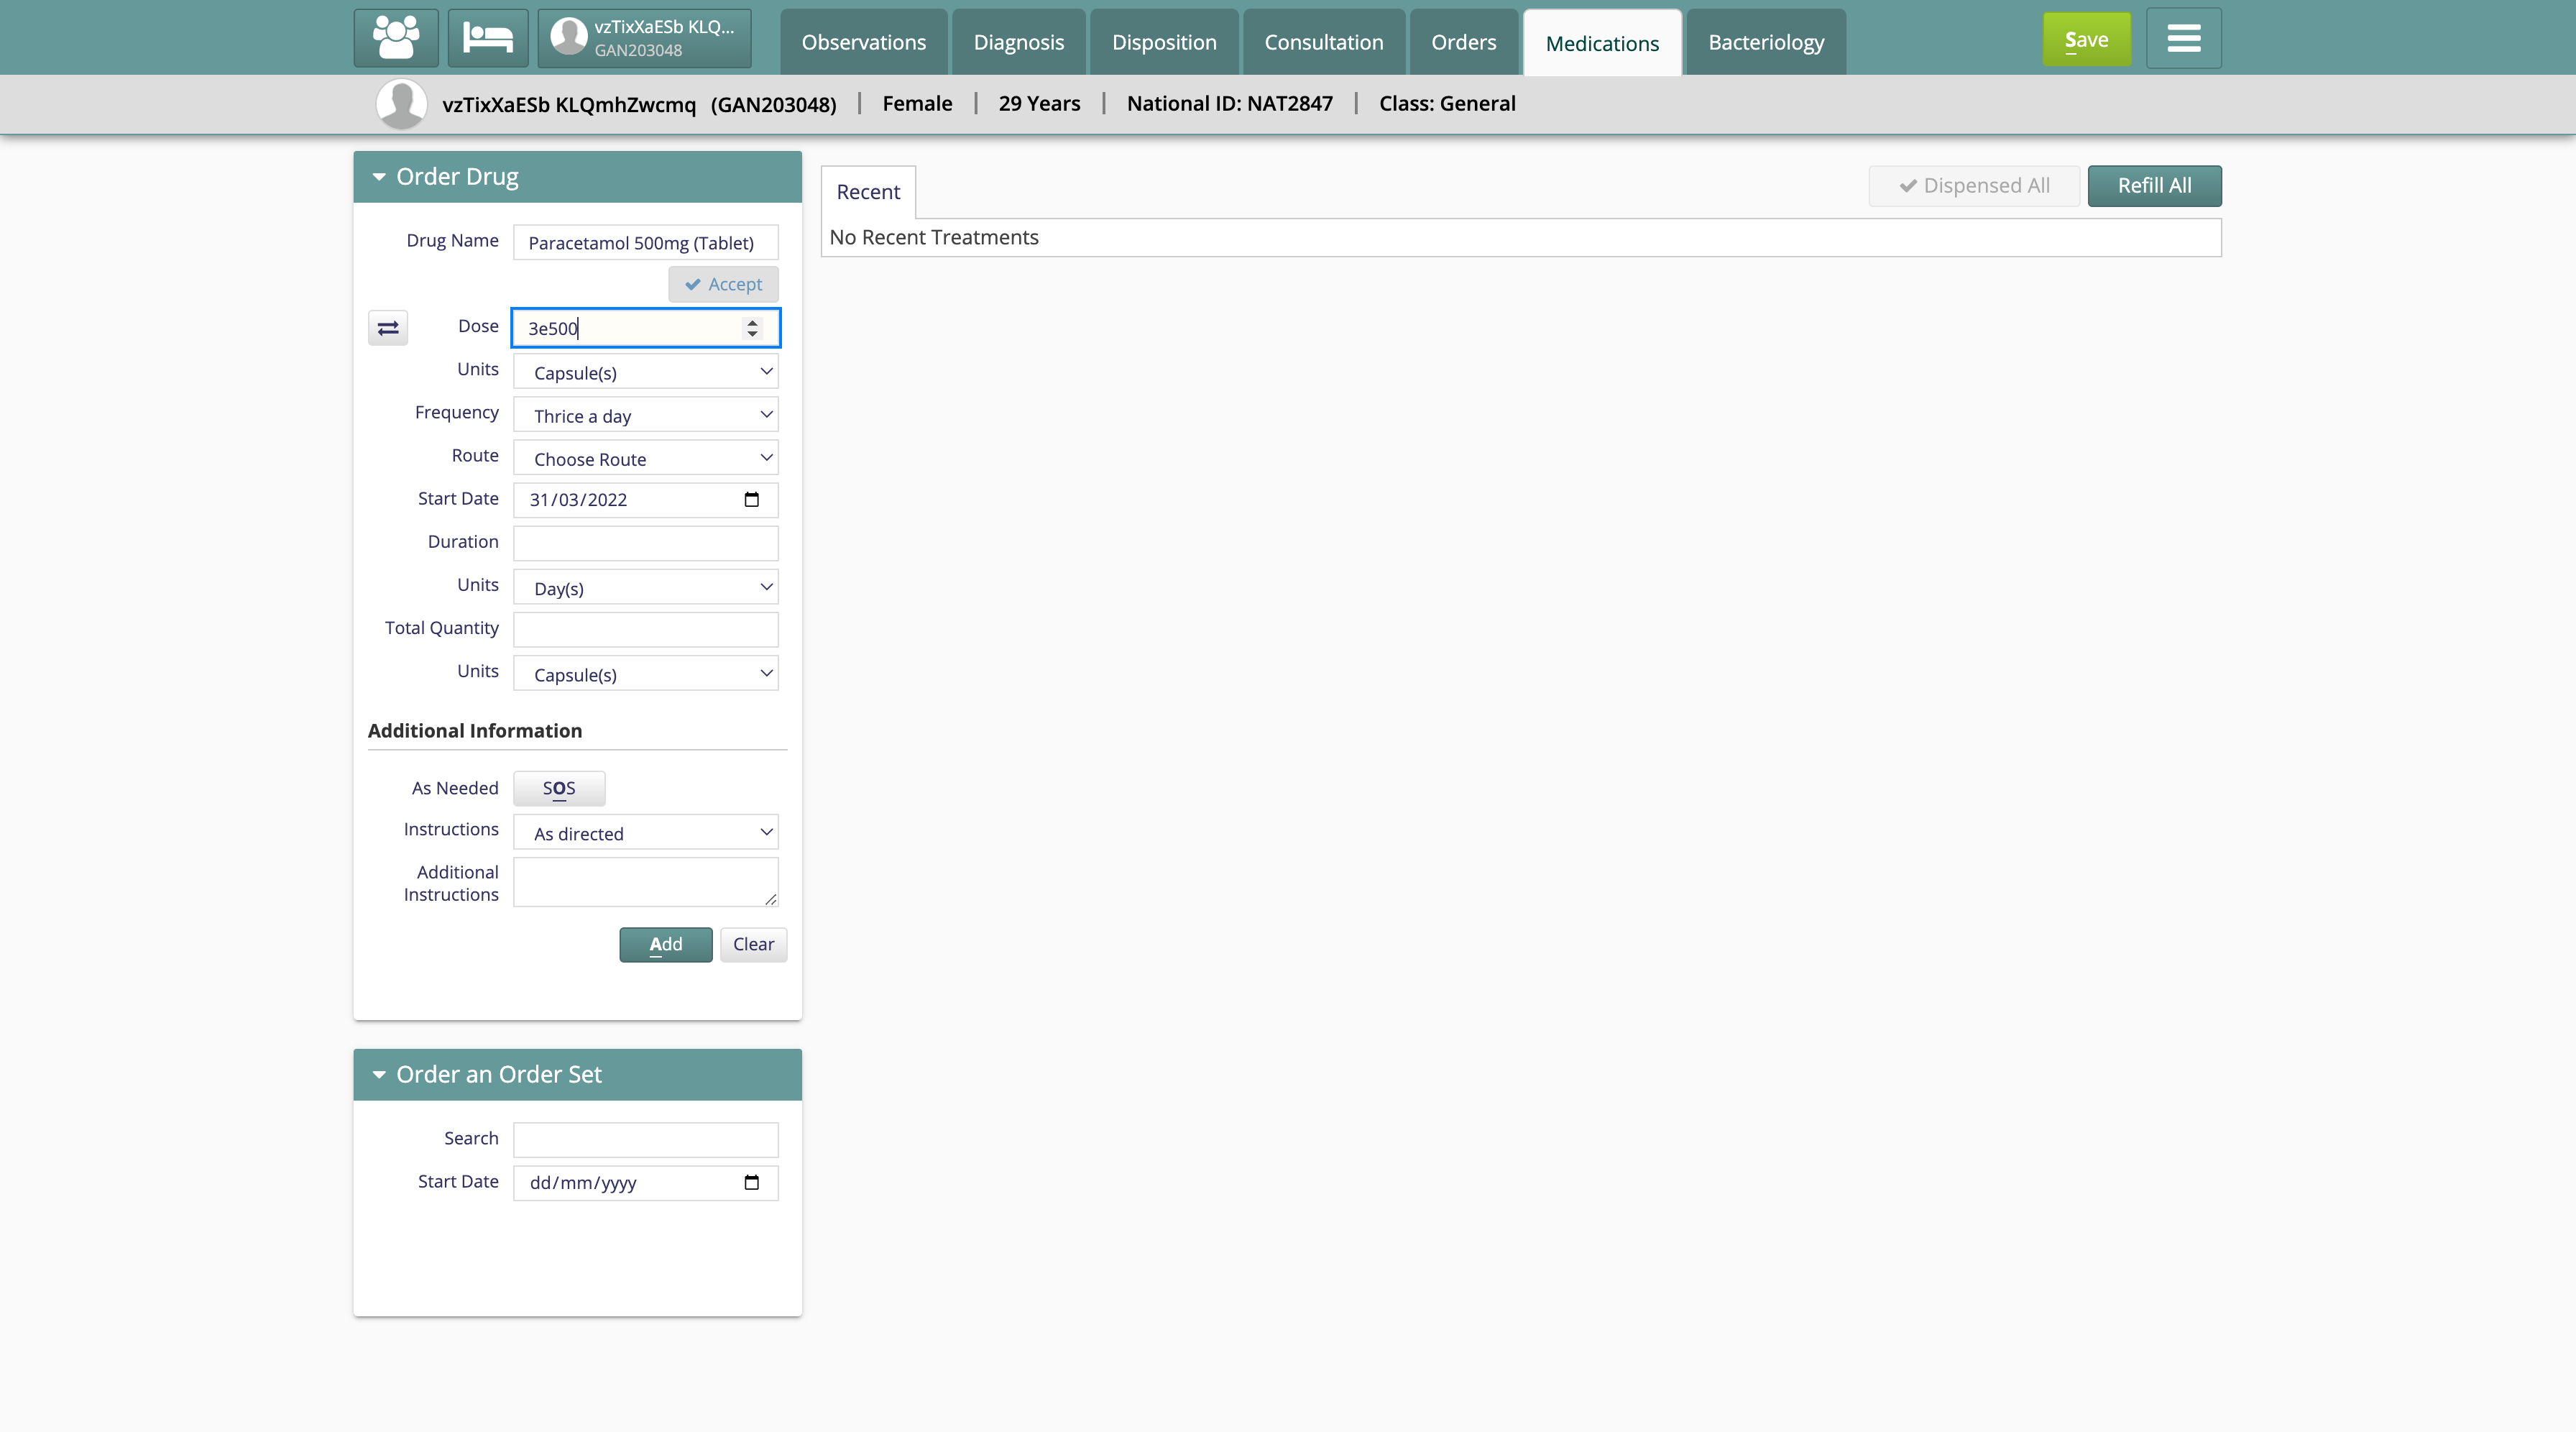 vzTixXaESb KLQ...
GAN203048
Observations
Diagnosis
Disposition
Consultation
Orders
Medications
Bacteriology
Save
vzTixXaESb KLQmhZwcmq (GAN203048) | Female | 29 Years | National ID: NAT2847 | Class: General
Order Drug
Drug Name Paracetamol 500mg (Tablet)
Accept
Dose 3e500
Units Capsule(s)
Frequency Thrice a day
Route Choose Route
Start Date 31/03/2022
Duration
Units Day(s)
Total Quantity
Units Capsule(s)
Additional Information
As Needed SOS
Instructions As directed
Additional
Instructions
Add Clear
Order an Order Set
Search
Start Date dd/mm/yyyy
Recent
Dispensed All
Refill All
No Recent Treatments